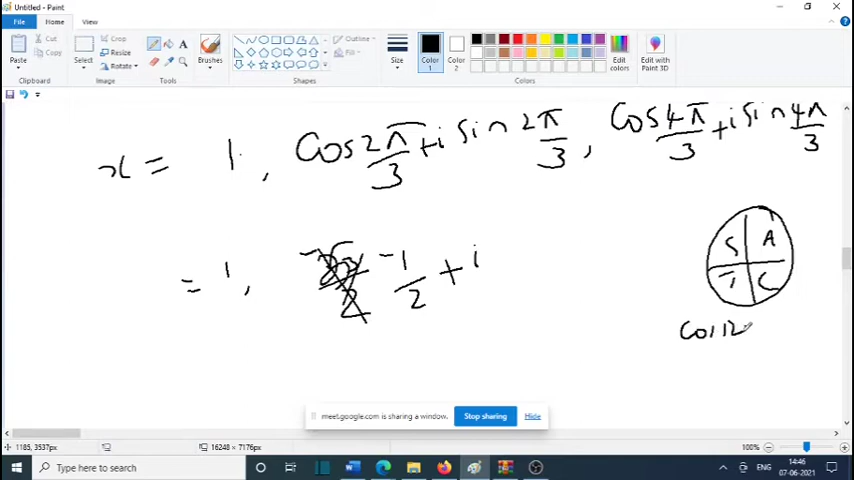 Untitled - Paint
File Home View
Paste Cut Copy Clipboard
Select Crop Resize Rotate Image
Tools
Brushes
Outline Fill Shapes
Size
Color 1 Color 2 Colors
Edit colors
Edit with Paint 3D
x = 1, Cos 2π/3 + i Sin 2π/3, Cos 4π/3 + i Sin 4π/3
S A
T C
= 1, -1/2 + i
Cos 12
meet.google.com is sharing a window. Stop sharing Hide
1185, 3537px 16248 × 7176px 100%
Type here to search
ENG 14:46 07-06-2021